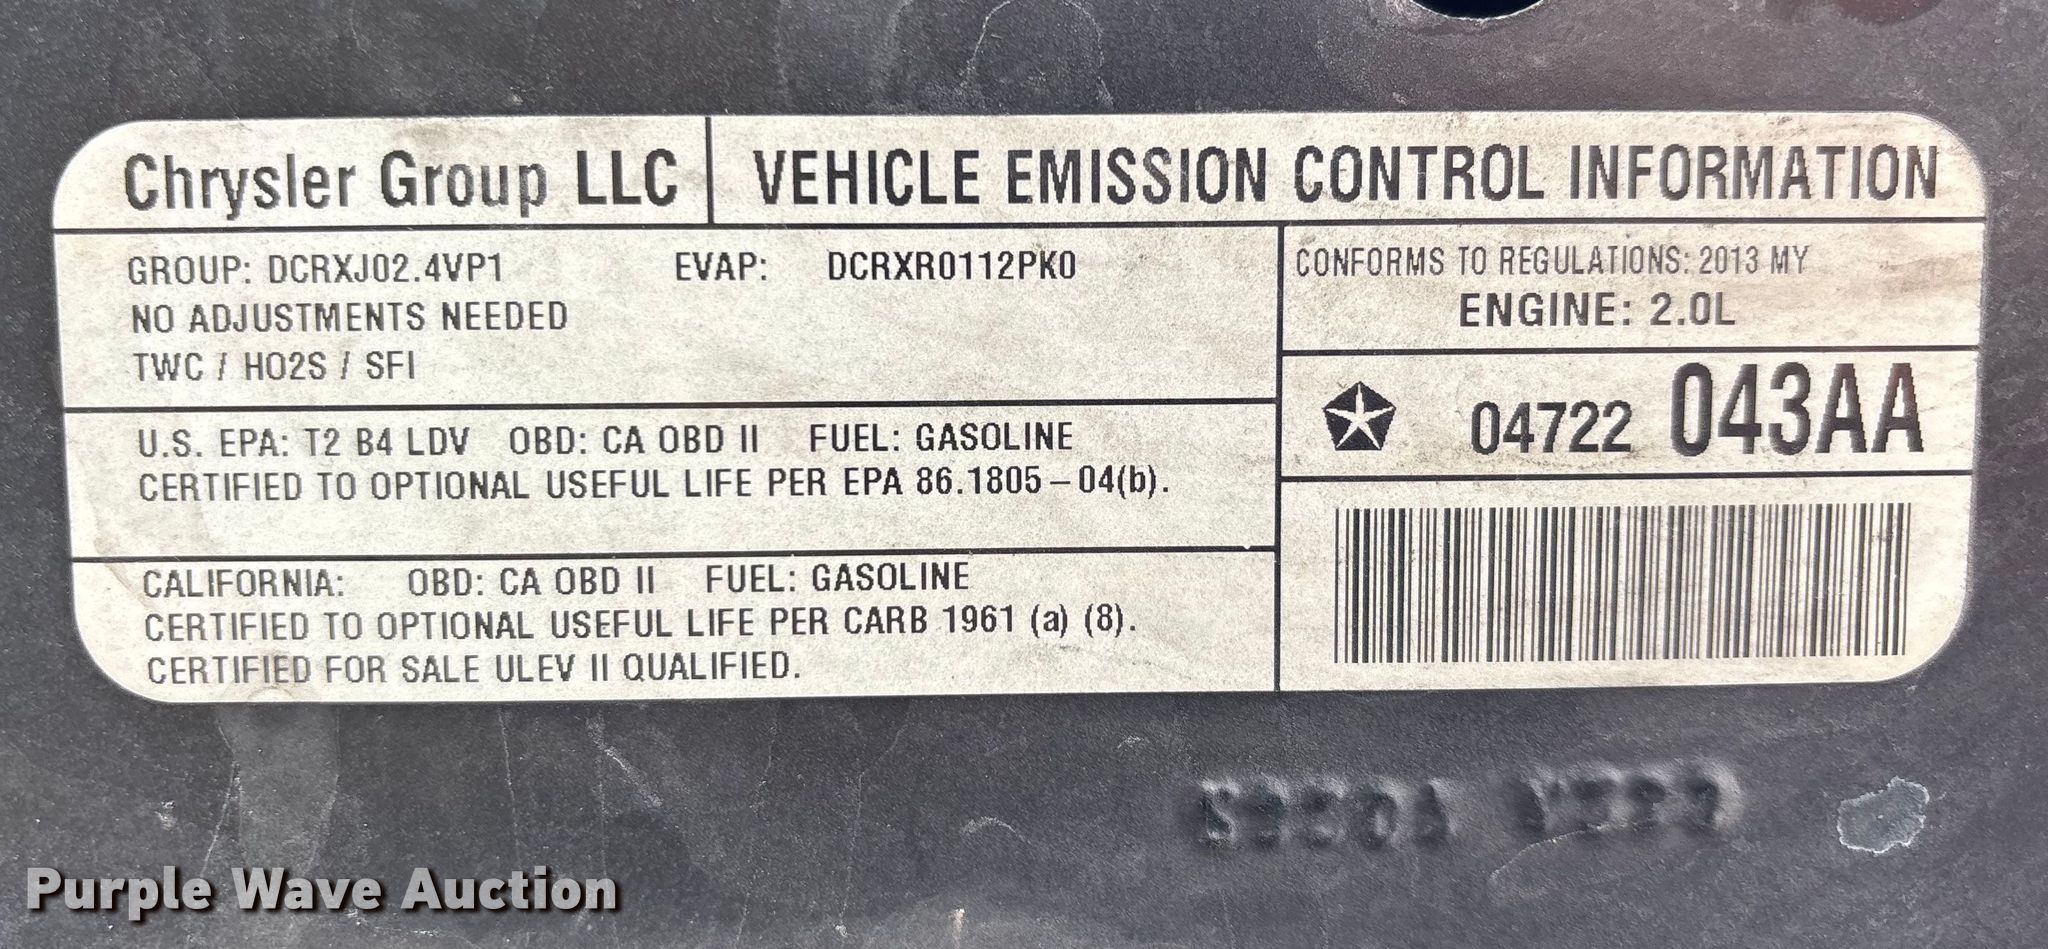 Chrysler Group LLC
VEHICLE EMISSION CONTROL INFORMATION
GROUP: DCRXJ02.4VP1 EVAP: DCRXR0112PK0
NO ADJUSTMENTS NEEDED
TWC / HO2S / SFI
CONFORMS TO REGULATIONS: 2013 MY
ENGINE: 2.0L
04722 043AA
U.S. EPA: T2 B4 LDV OBD: CA OBD II FUEL: GASOLINE
CERTIFIED TO OPTIONAL USEFUL LIFE PER EPA 86.1805-04(b).
CALIFORNIA: OBD: CA OBD II FUEL: GASOLINE
CERTIFIED TO OPTIONAL USEFUL LIFE PER CARB 1961 (a) (8).
CERTIFIED FOR SALE ULEV II QUALIFIED.
Purple Wave Auction